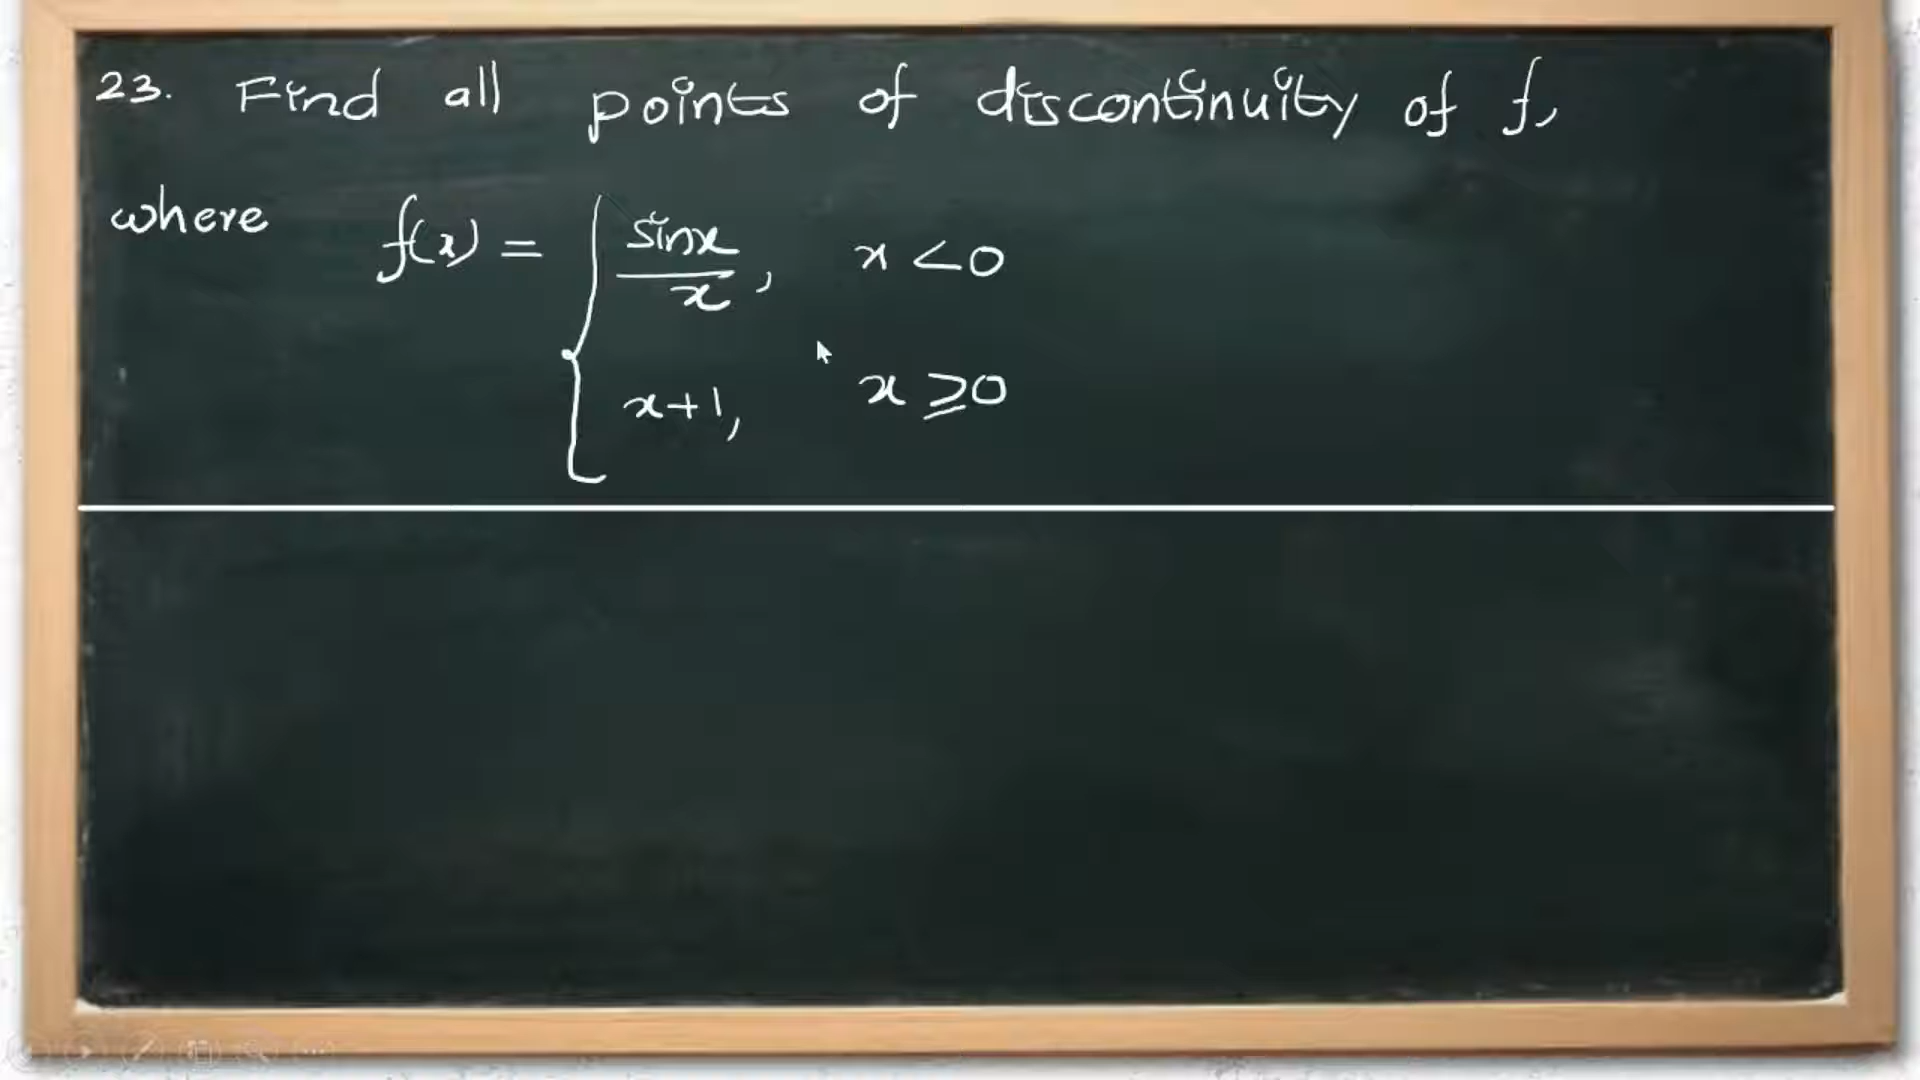 23. Find all points of discontinuity of f,
where f(x) = { sinx/x, x < 0
x+1, x ≥ 0